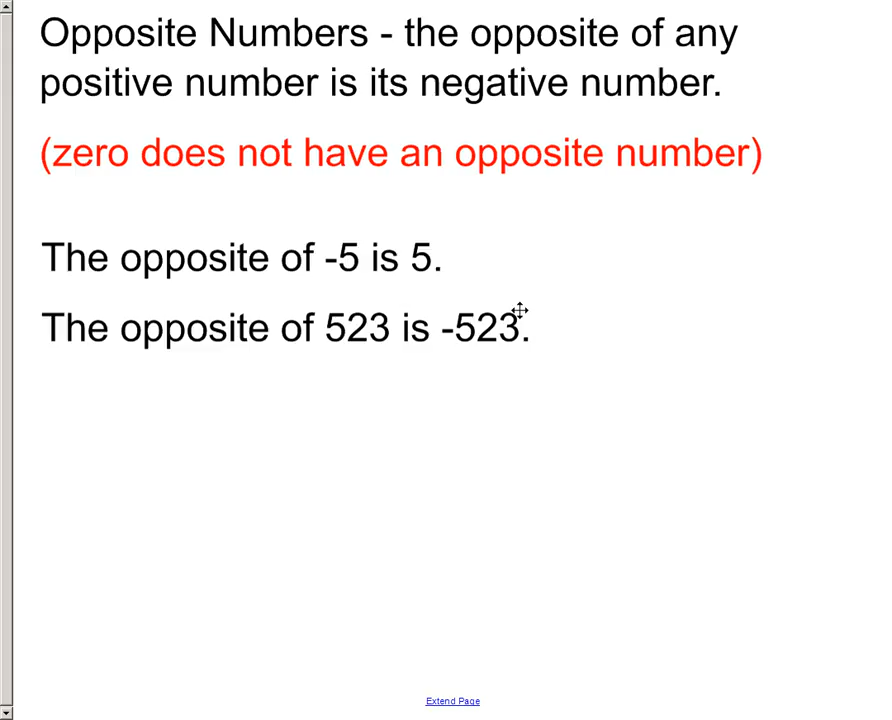 Opposite Numbers - the opposite of any
positive number is its negative number.
(zero does not have an opposite number)
The opposite of -5 is 5.
The opposite of 523 is -523.
Extend Page